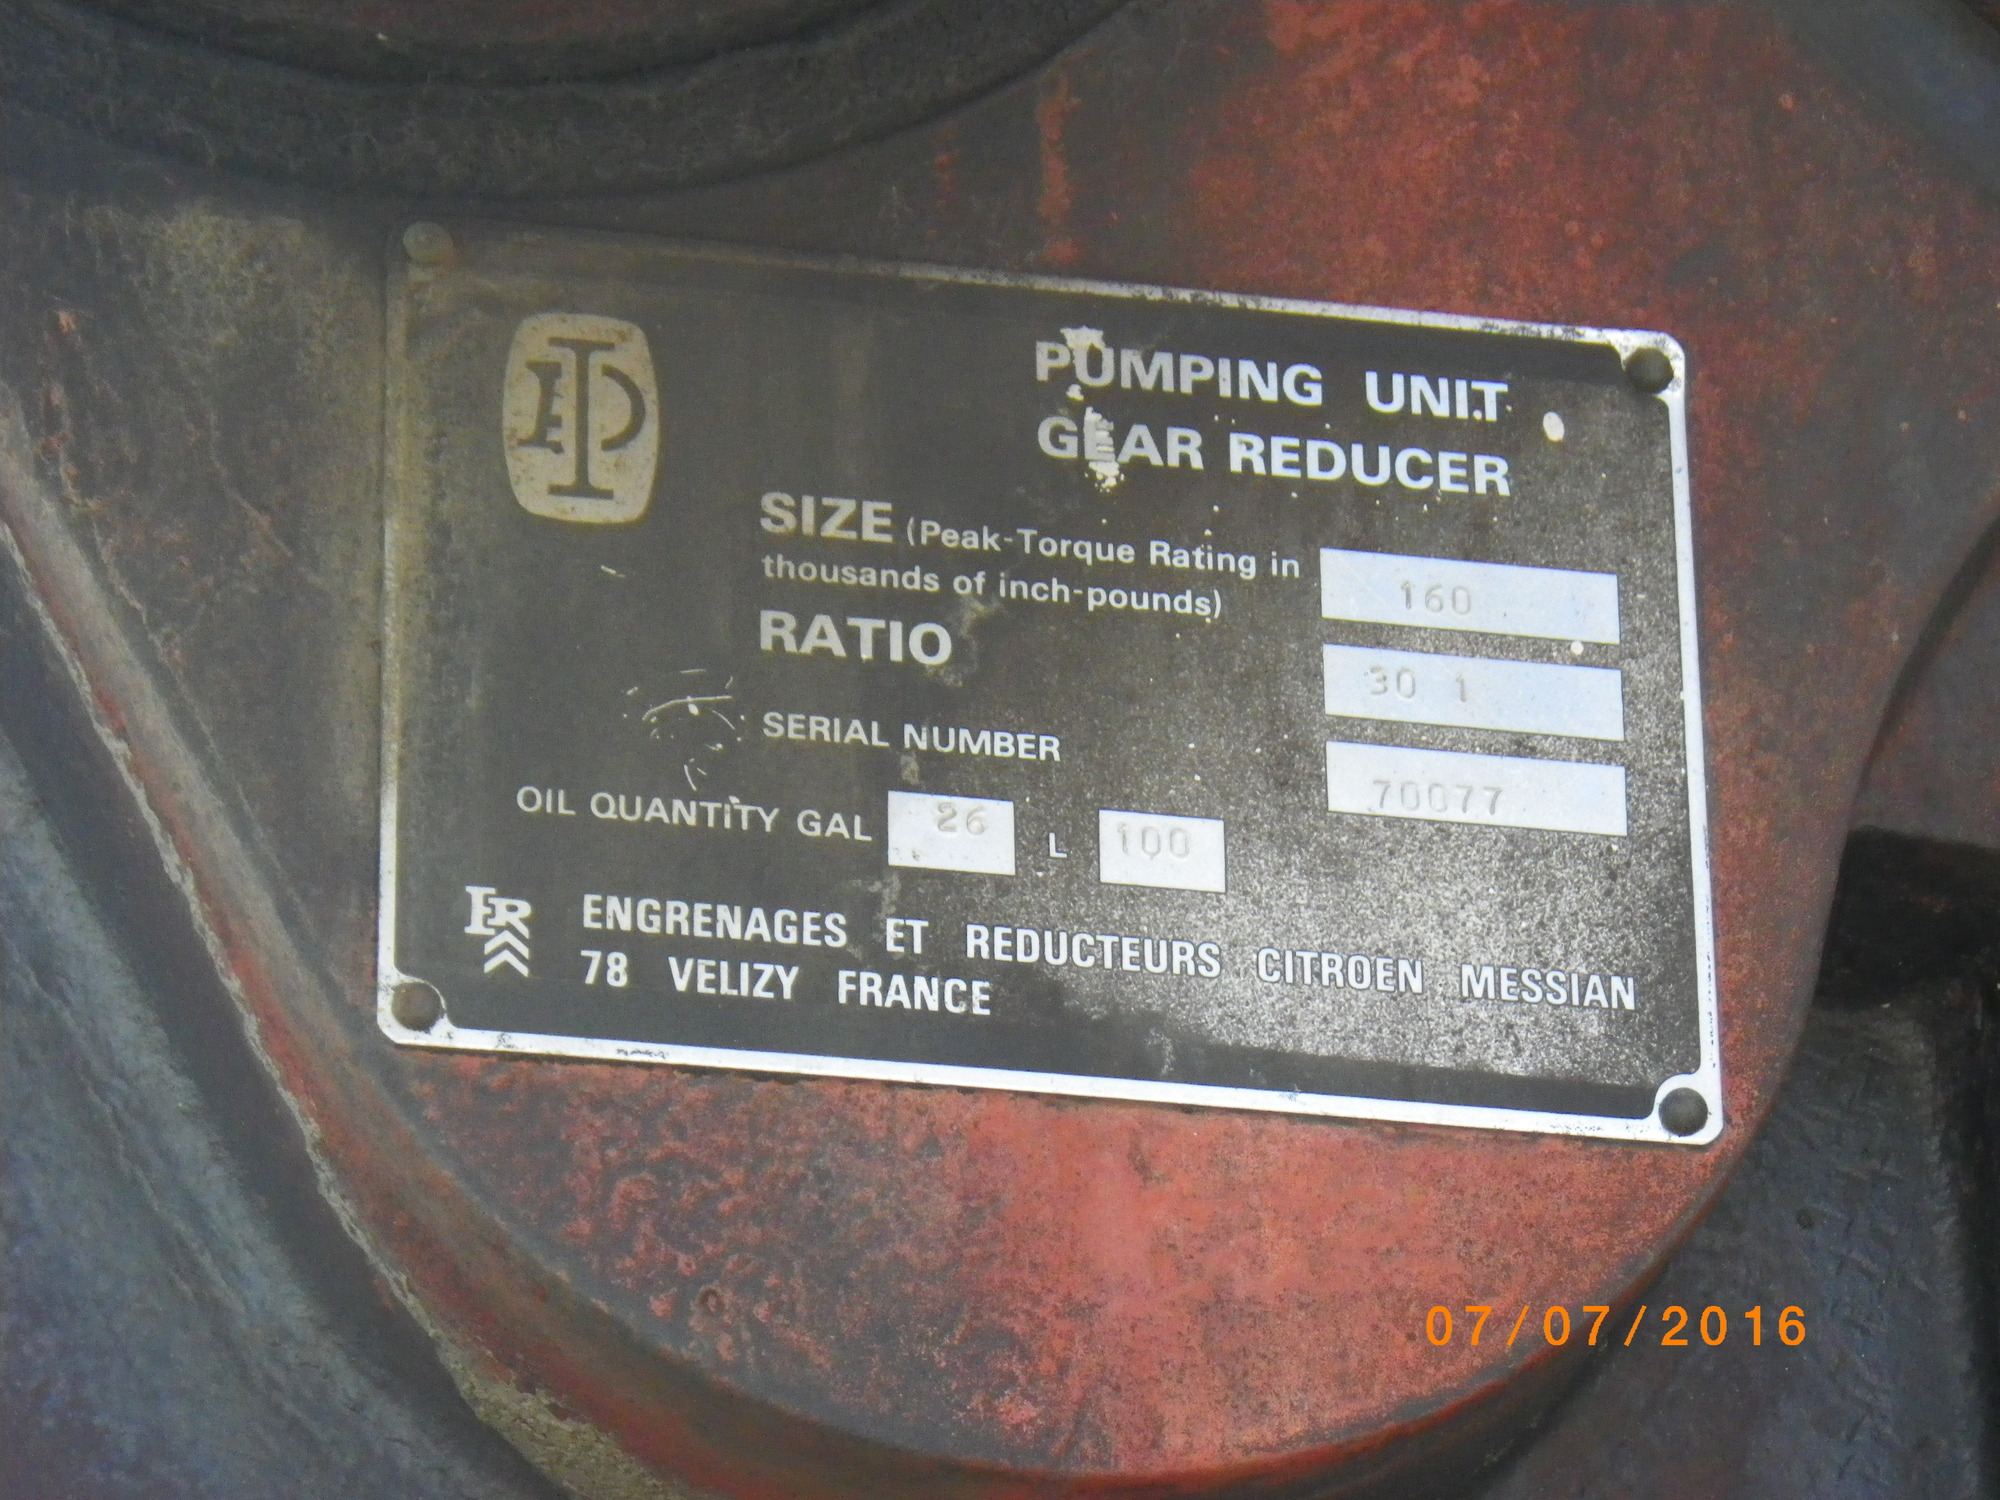 PUMPING UNIT
GEAR REDUCER
SIZE (Peak-Torque Rating in
thousands of inch-pounds)
160
RATIO
30 1
SERIAL NUMBER
70077
OIL QUANTITY GAL 26 L 100
ER
ENGRENAGES ET REDUCTEURS CITROEN MESSIAN
78 VELIZY FRANCE
07/07/2016